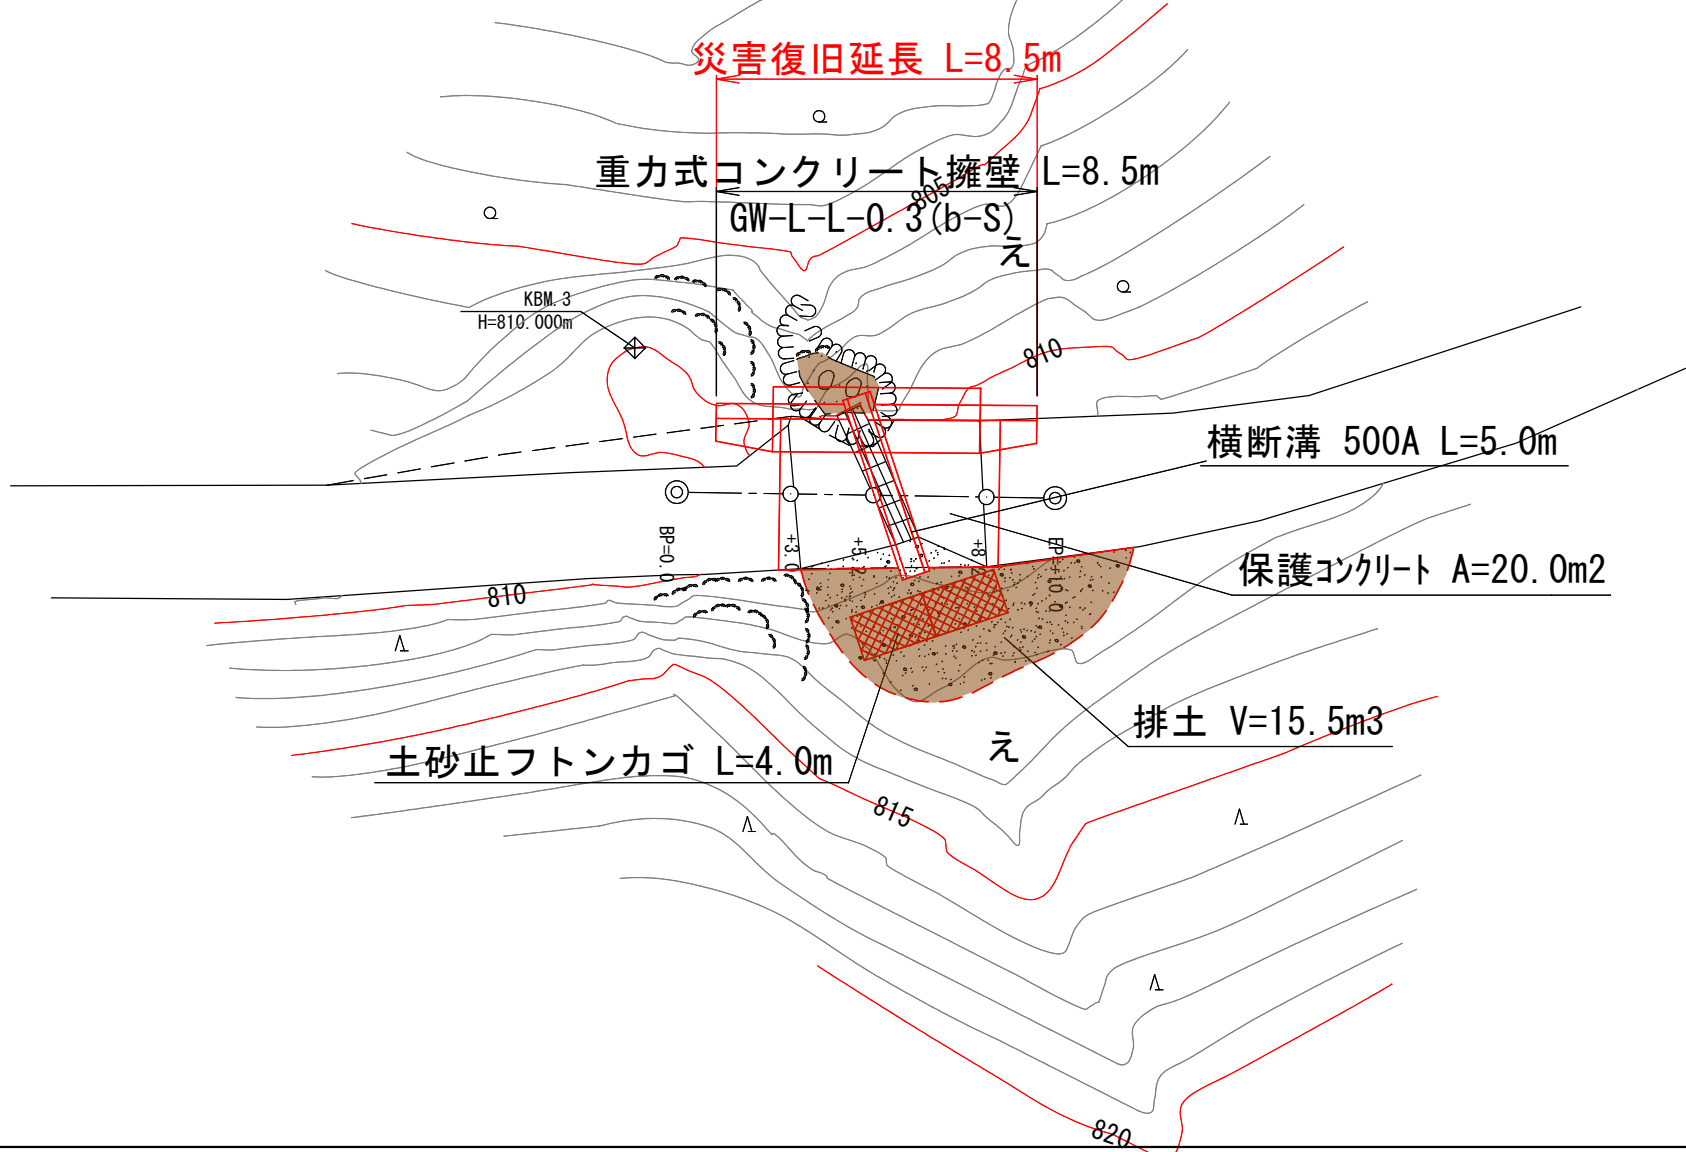 災害復旧延長 L=8.5m
重力式コンクリート擁壁 L=8.5m
805
GW-L-L-0.3(b-S)
え
KBM.3
H=810.000m
810
横断溝 500A L=5.0m
BP=0.0
+3.0
+5.2
+8.2
EP=+10.0
保護コンクリート A=20.0m2
810
排土 V=15.5m3
え
土砂止フトンカゴ L=4.0m
815
820